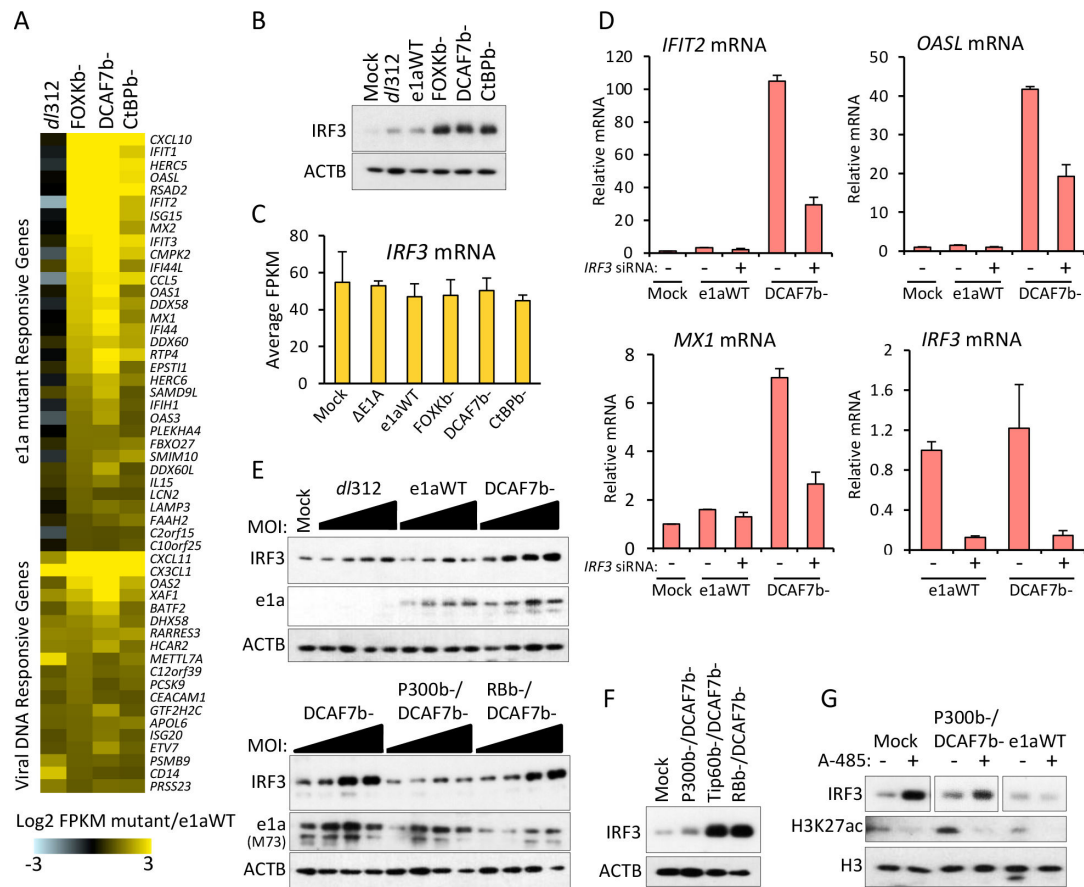 A
dl312
FOXKb-
DCAF7b-
CtBPb-
e1a mutant Responsive Genes
CXCL10
IFIT1
HERC5
OASL
RSAD2
IFIT2
ISG15
MX2
IFIT3
CMPK2
IFI44L
CCL5
OAS1
DDX58
MX1
IFI44
DDX60
RTP4
EPSTI1
HERC6
SAMD9L
IFIH1
OAS3
PLEKHA4
FBXO27
SMIM10
DDX60L
IL15
LCN2
LAMP3
FAAH2
C2orf15
C10orf25
Viral DNA Responsive Genes
CXCL11
CX3CL1
OAS2
XAF1
BATF2
DHX58
RARRES3
HCAR2
METTL7A
C12orf39
PCSK9
CEACAM1
GTF2H2C
APOL6
ISG20
ETV7
PSMB9
CD14
PRSS23
Log2 FPKM mutant/e1aWT
-3 3
B
Mock
dl312
e1aWT
FOXKb-
DCAF7b-
CtBPb-
IRF3
ACTB
C
IRF3 mRNA
Average FPKM
80
60
40
20
0
Mock
ΔE1A
e1aWT
FOXKb-
DCAF7b-
CtBPb-
D
IFIT2 mRNA
Relative mRNA
120
100
80
60
40
20
0
IRF3 siRNA: - - + - +
Mock e1aWT DCAF7b-
OASL mRNA
Relative mRNA
50
40
30
20
10
0
- - + - +
Mock e1aWT DCAF7b-
MX1 mRNA
Relative mRNA
8
6
4
2
0
IRF3 siRNA: - - + - +
Mock e1aWT DCAF7b-
IRF3 mRNA
Relative mRNA
2
1.6
1.2
0.8
0.4
0
- + - +
e1aWT DCAF7b-
E
Mock
dl312 e1aWT DCAF7b-
MOI:
IRF3
e1a
ACTB
DCAF7b- P300b-/DCAF7b- RBb-/DCAF7b-
MOI:
IRF3
e1a
(M73)
ACTB
F
Mock
P300b-/DCAF7b-
Tip60b-/DCAF7b-
RBb-/DCAF7b-
IRF3
ACTB
G
P300b-/
Mock DCAF7b- e1aWT
A-485: - + - + - +
IRF3
H3K27ac
H3